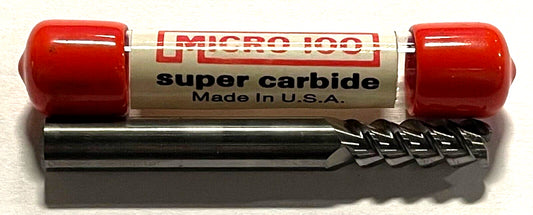 MICRO 100
super carbide
Made In U.S.A.